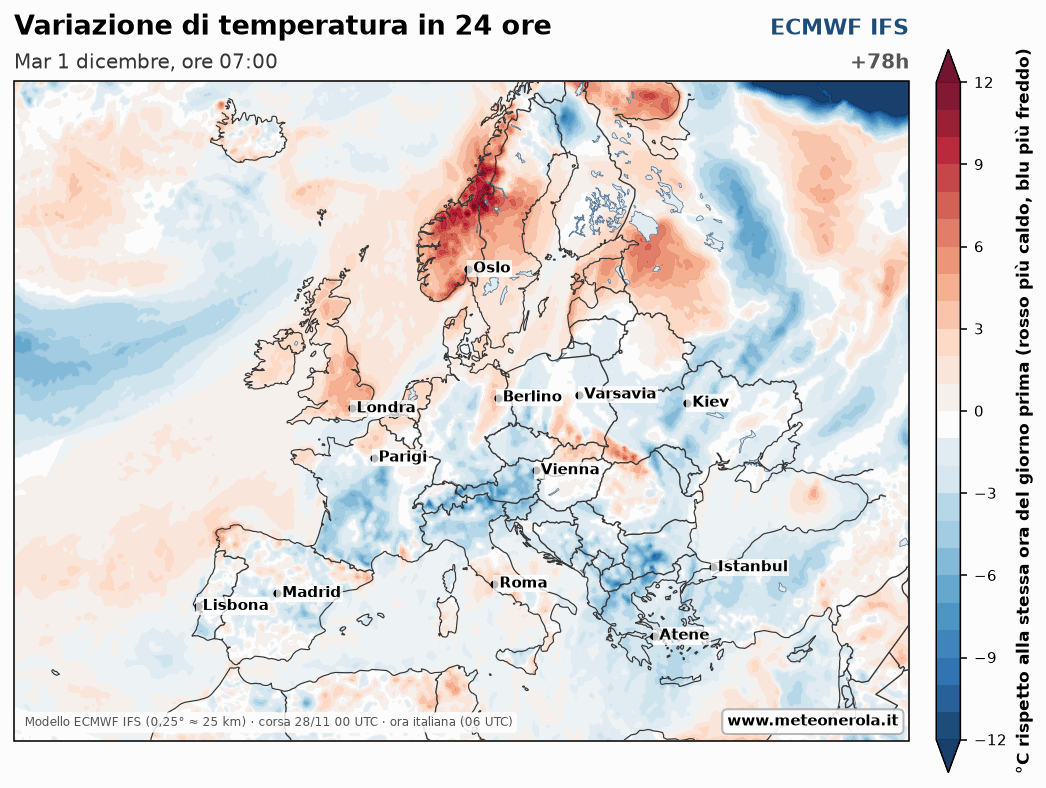 Variazione di temperatura in 24 ore
ECMWF IFS
Mar 1 dicembre, ore 07:00
+78h
Oslo
Londra
Berlino
Varsavia
Kiev
Parigi
Vienna
Istanbul
Roma
Madrid
Lisbona
Atene
Modello ECMWF IFS (0,25° ≈ 25 km) · corsa 28/11 00 UTC · ora italiana (06 UTC)
www.meteonerola.it
12
9
6
3
0
−3
−6
−9
−12
°C rispetto alla stessa ora del giorno prima (rosso più caldo, blu più freddo)